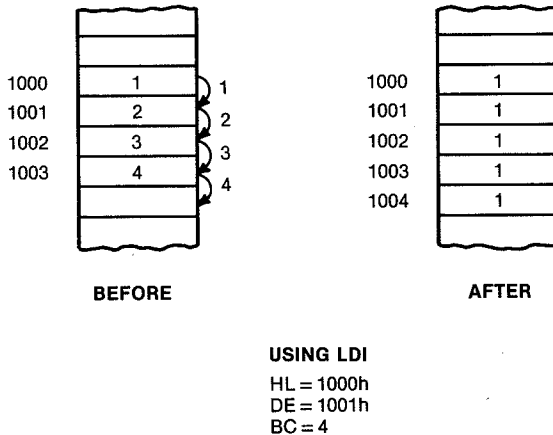 1000 1 1
1001 2 2
1002 3 3
1003 4 4
BEFORE
1000 1
1001 1
1002 1
1003 1
1004 1
AFTER
USING LDI
HL = 1000h
DE = 1001h
BC = 4